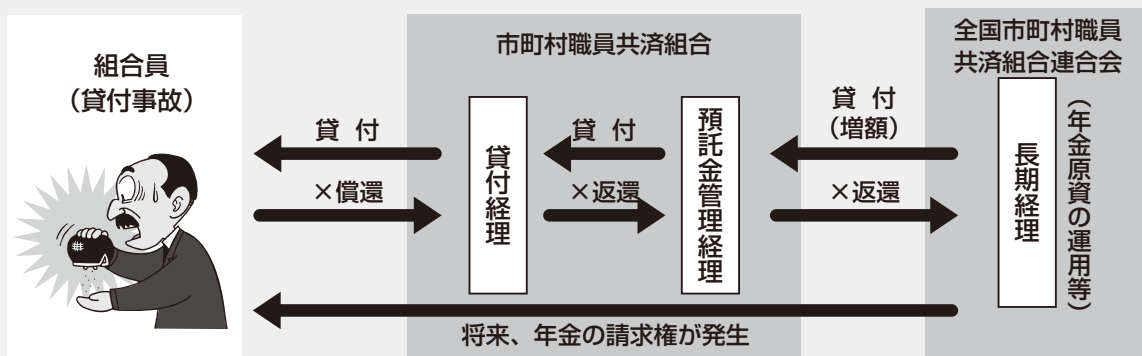 組合員
（貸付事故）
市町村職員共済組合
全国市町村職員
共済組合連合会
貸 付
×償還
貸付経理
貸 付
×返還
預託金管理経理
貸 付
（増額）
×返還
長期経理
（年金原資の運用等）
将来、年金の請求権が発生